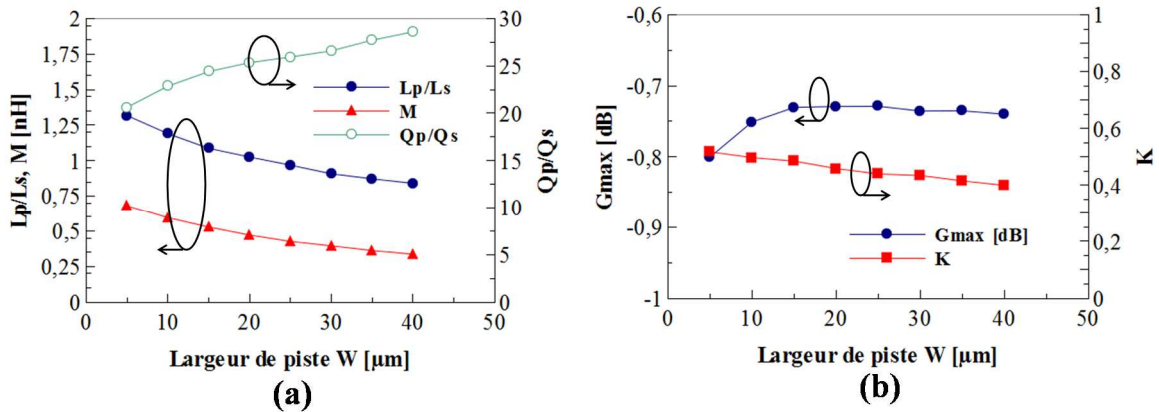 2
1,75
1,5
1,25
1
0,75
0,5
0,25
0
Lp/Ls, M [nH]
30
25
20
15
10
5
0
Qp/Qs
Lp/Ls
M
Qp/Qs
0 10 20 30 40 50
Largeur de piste W [µm]
(a)
-0,6
-0,7
-0,8
-0,9
-1
Gmax [dB]
1
0,8
0,6
0,4
0,2
0
K
Gmax [dB]
K
0 10 20 30 40 50
Largeur de piste W [µm]
(b)